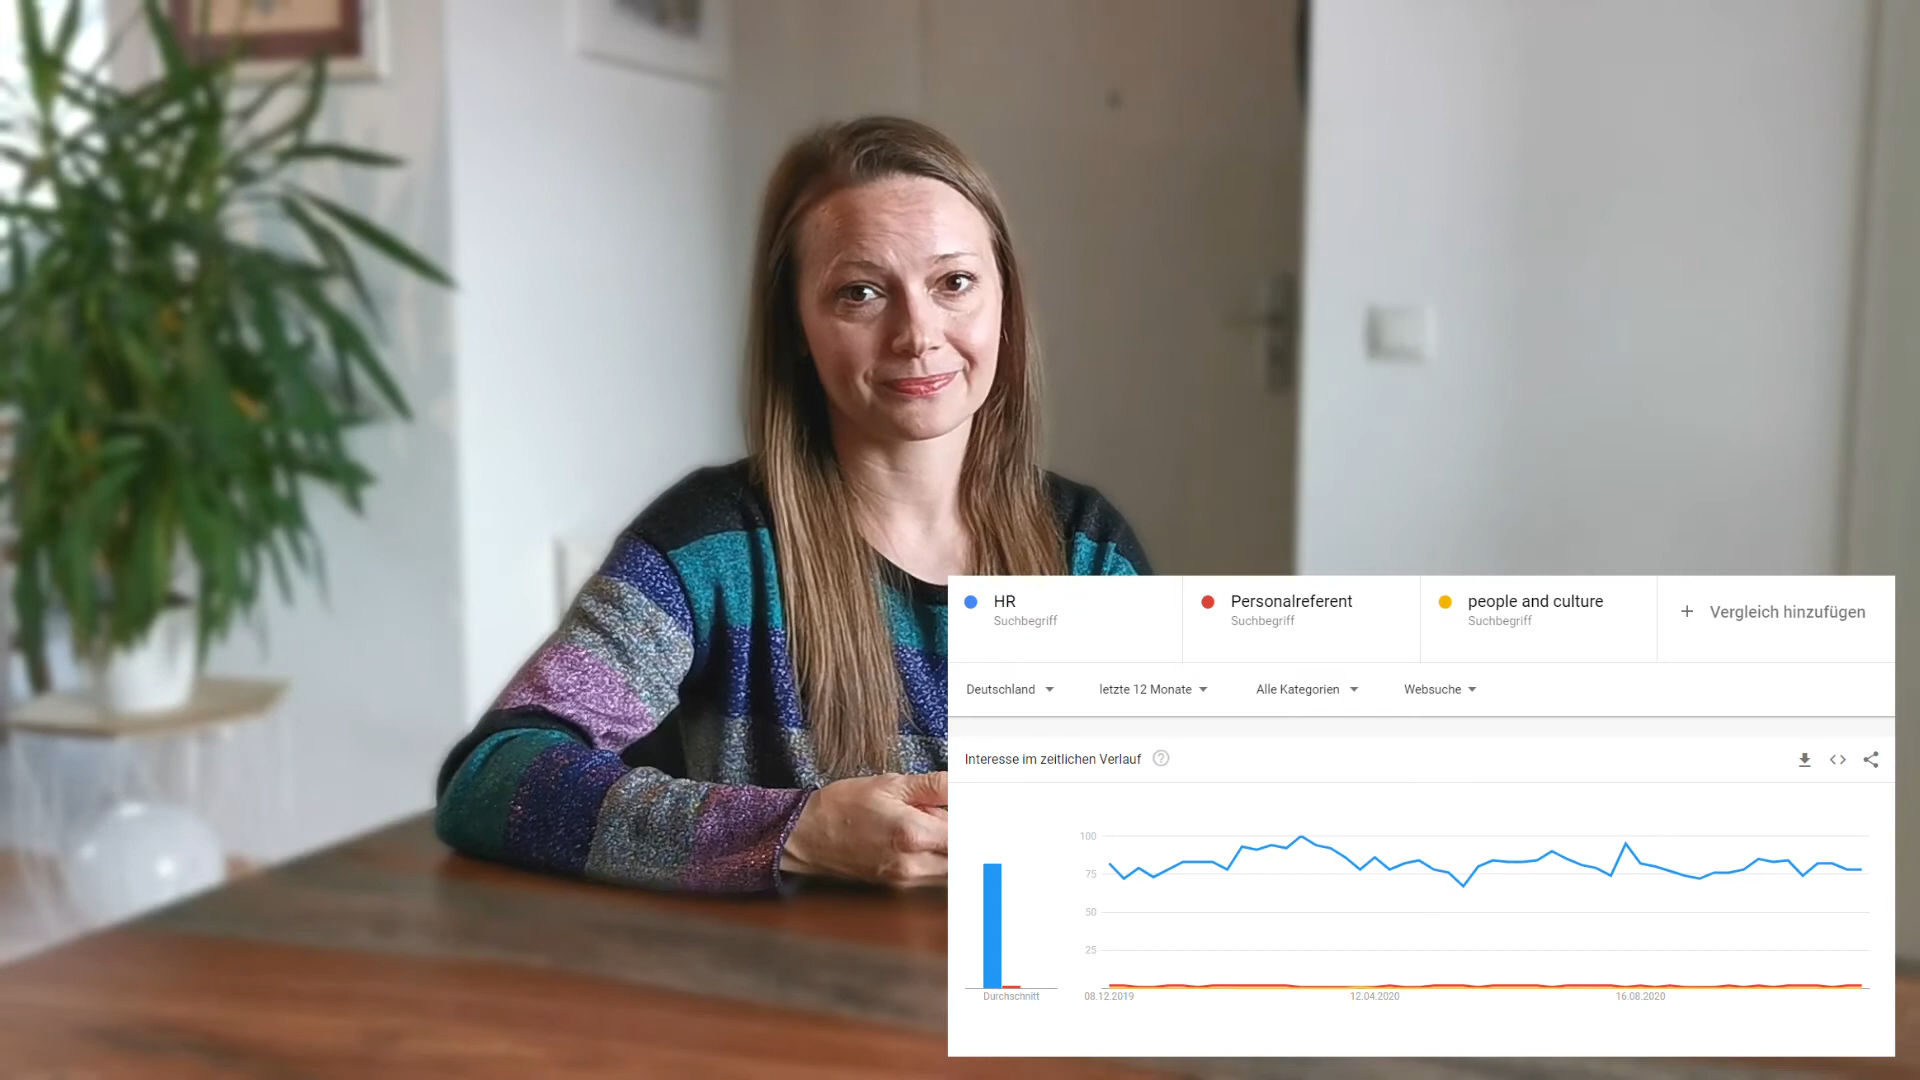 HR
Suchbegriff
Personalreferent
Suchbegriff
people and culture
Suchbegriff
+ Vergleich hinzufügen
Deutschland
letzte 12 Monate
Alle Kategorien
Websuche
Interesse im zeitlichen Verlauf ?
100
75
50
25
Durchschnitt
08.12.2019
12.04.2020
16.08.2020